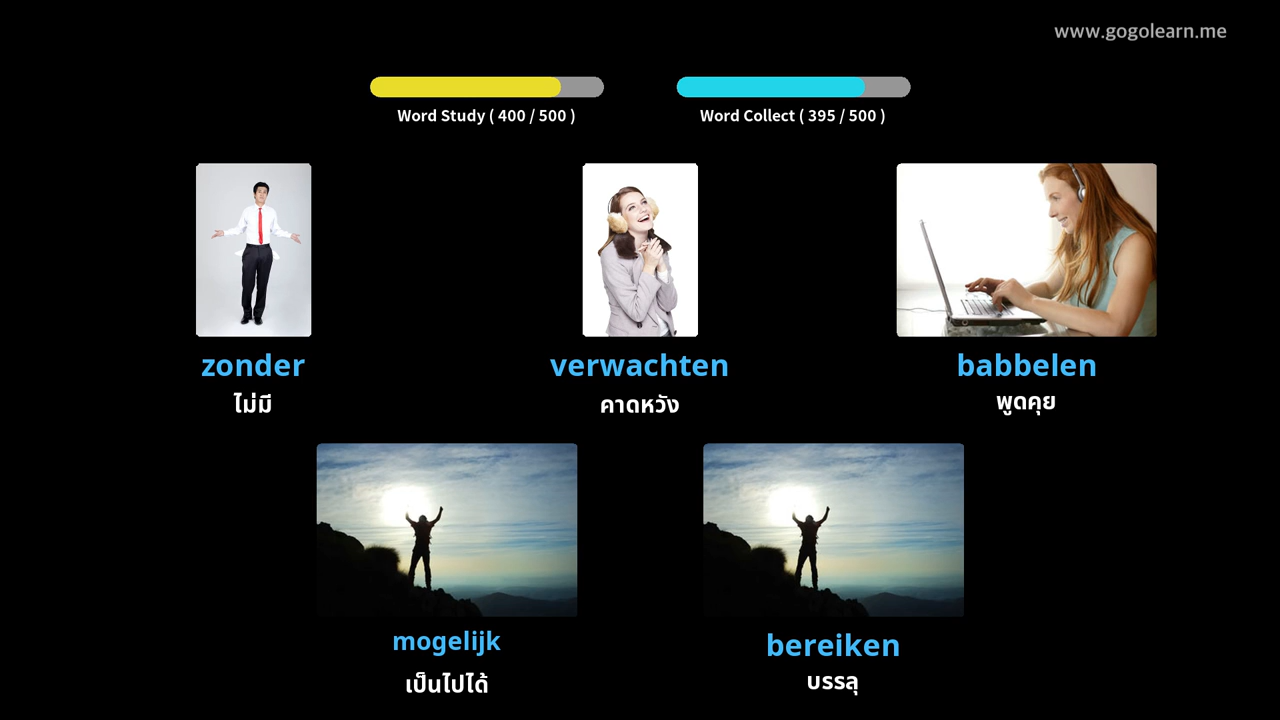 www.gogolearn.me
Word Study ( 400 / 500 )
Word Collect ( 395 / 500 )
zonder
ไม่มี
verwachten
คาดหวัง
babbelen
พูดคุย
mogelijk
เป็นไปได้
bereiken
บรรลุ